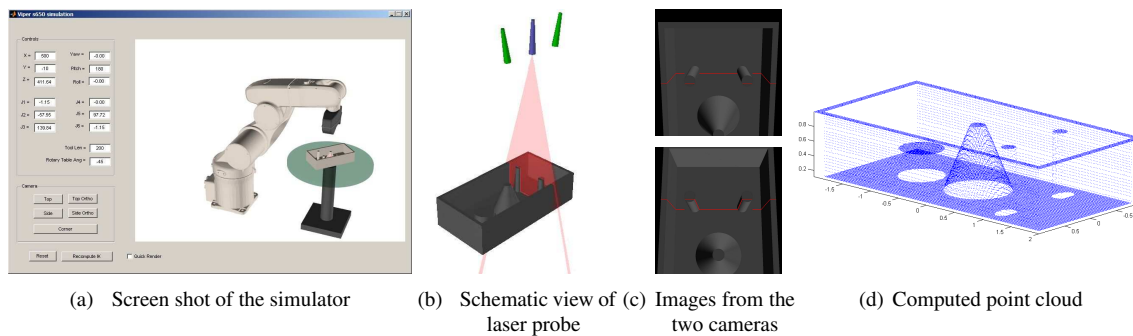 Viper s650 simulation
Controls
X = 500 Yaw = -0.00
Y = -10 Pitch = 180
Z = 411.64 Roll = -0.00
J1 = -1.15 J4 = -0.00
J2 = -57.55 J5 = 97.72
J3 = 139.84 J6 = -1.15
Tool Len = 200
Rotary Table Ang = -45
Camera
Top Top Ortho
Side Side Ortho
Corner
Reset Recompute IK Quick Render
0.8
0.6
0.4
0.2
-1.5 -1 -0.5 0 0.5 1 1.5 2
0.5 0 -0.5
(a) Screen shot of the simulator
(b) Schematic view of
laser probe
(c) Images from the
two cameras
(d) Computed point cloud